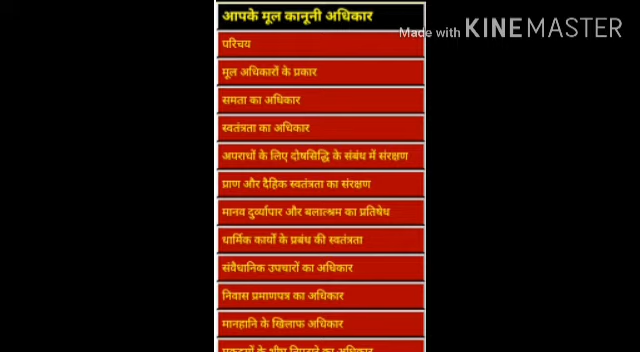 आपके मूल कानूनी अधिकार
Made with KINEMASTER
परिचय
मूल अधिकारों के प्रकार
समता का अधिकार
स्वतंत्रता का अधिकार
अपराधों के लिए दोषसिद्धि के संबंध में संरक्षण
प्राण और दैहिक स्वतंत्रता का संरक्षण
मानव दुर्व्यापार और बलात्श्रम का प्रतिषेध
धार्मिक कार्यों के प्रबंध की स्वतंत्रता
संवैधानिक उपचारों का अधिकार
निवास प्रमाणपत्र का अधिकार
मानहानि के खिलाफ अधिकार
के का अधिकार